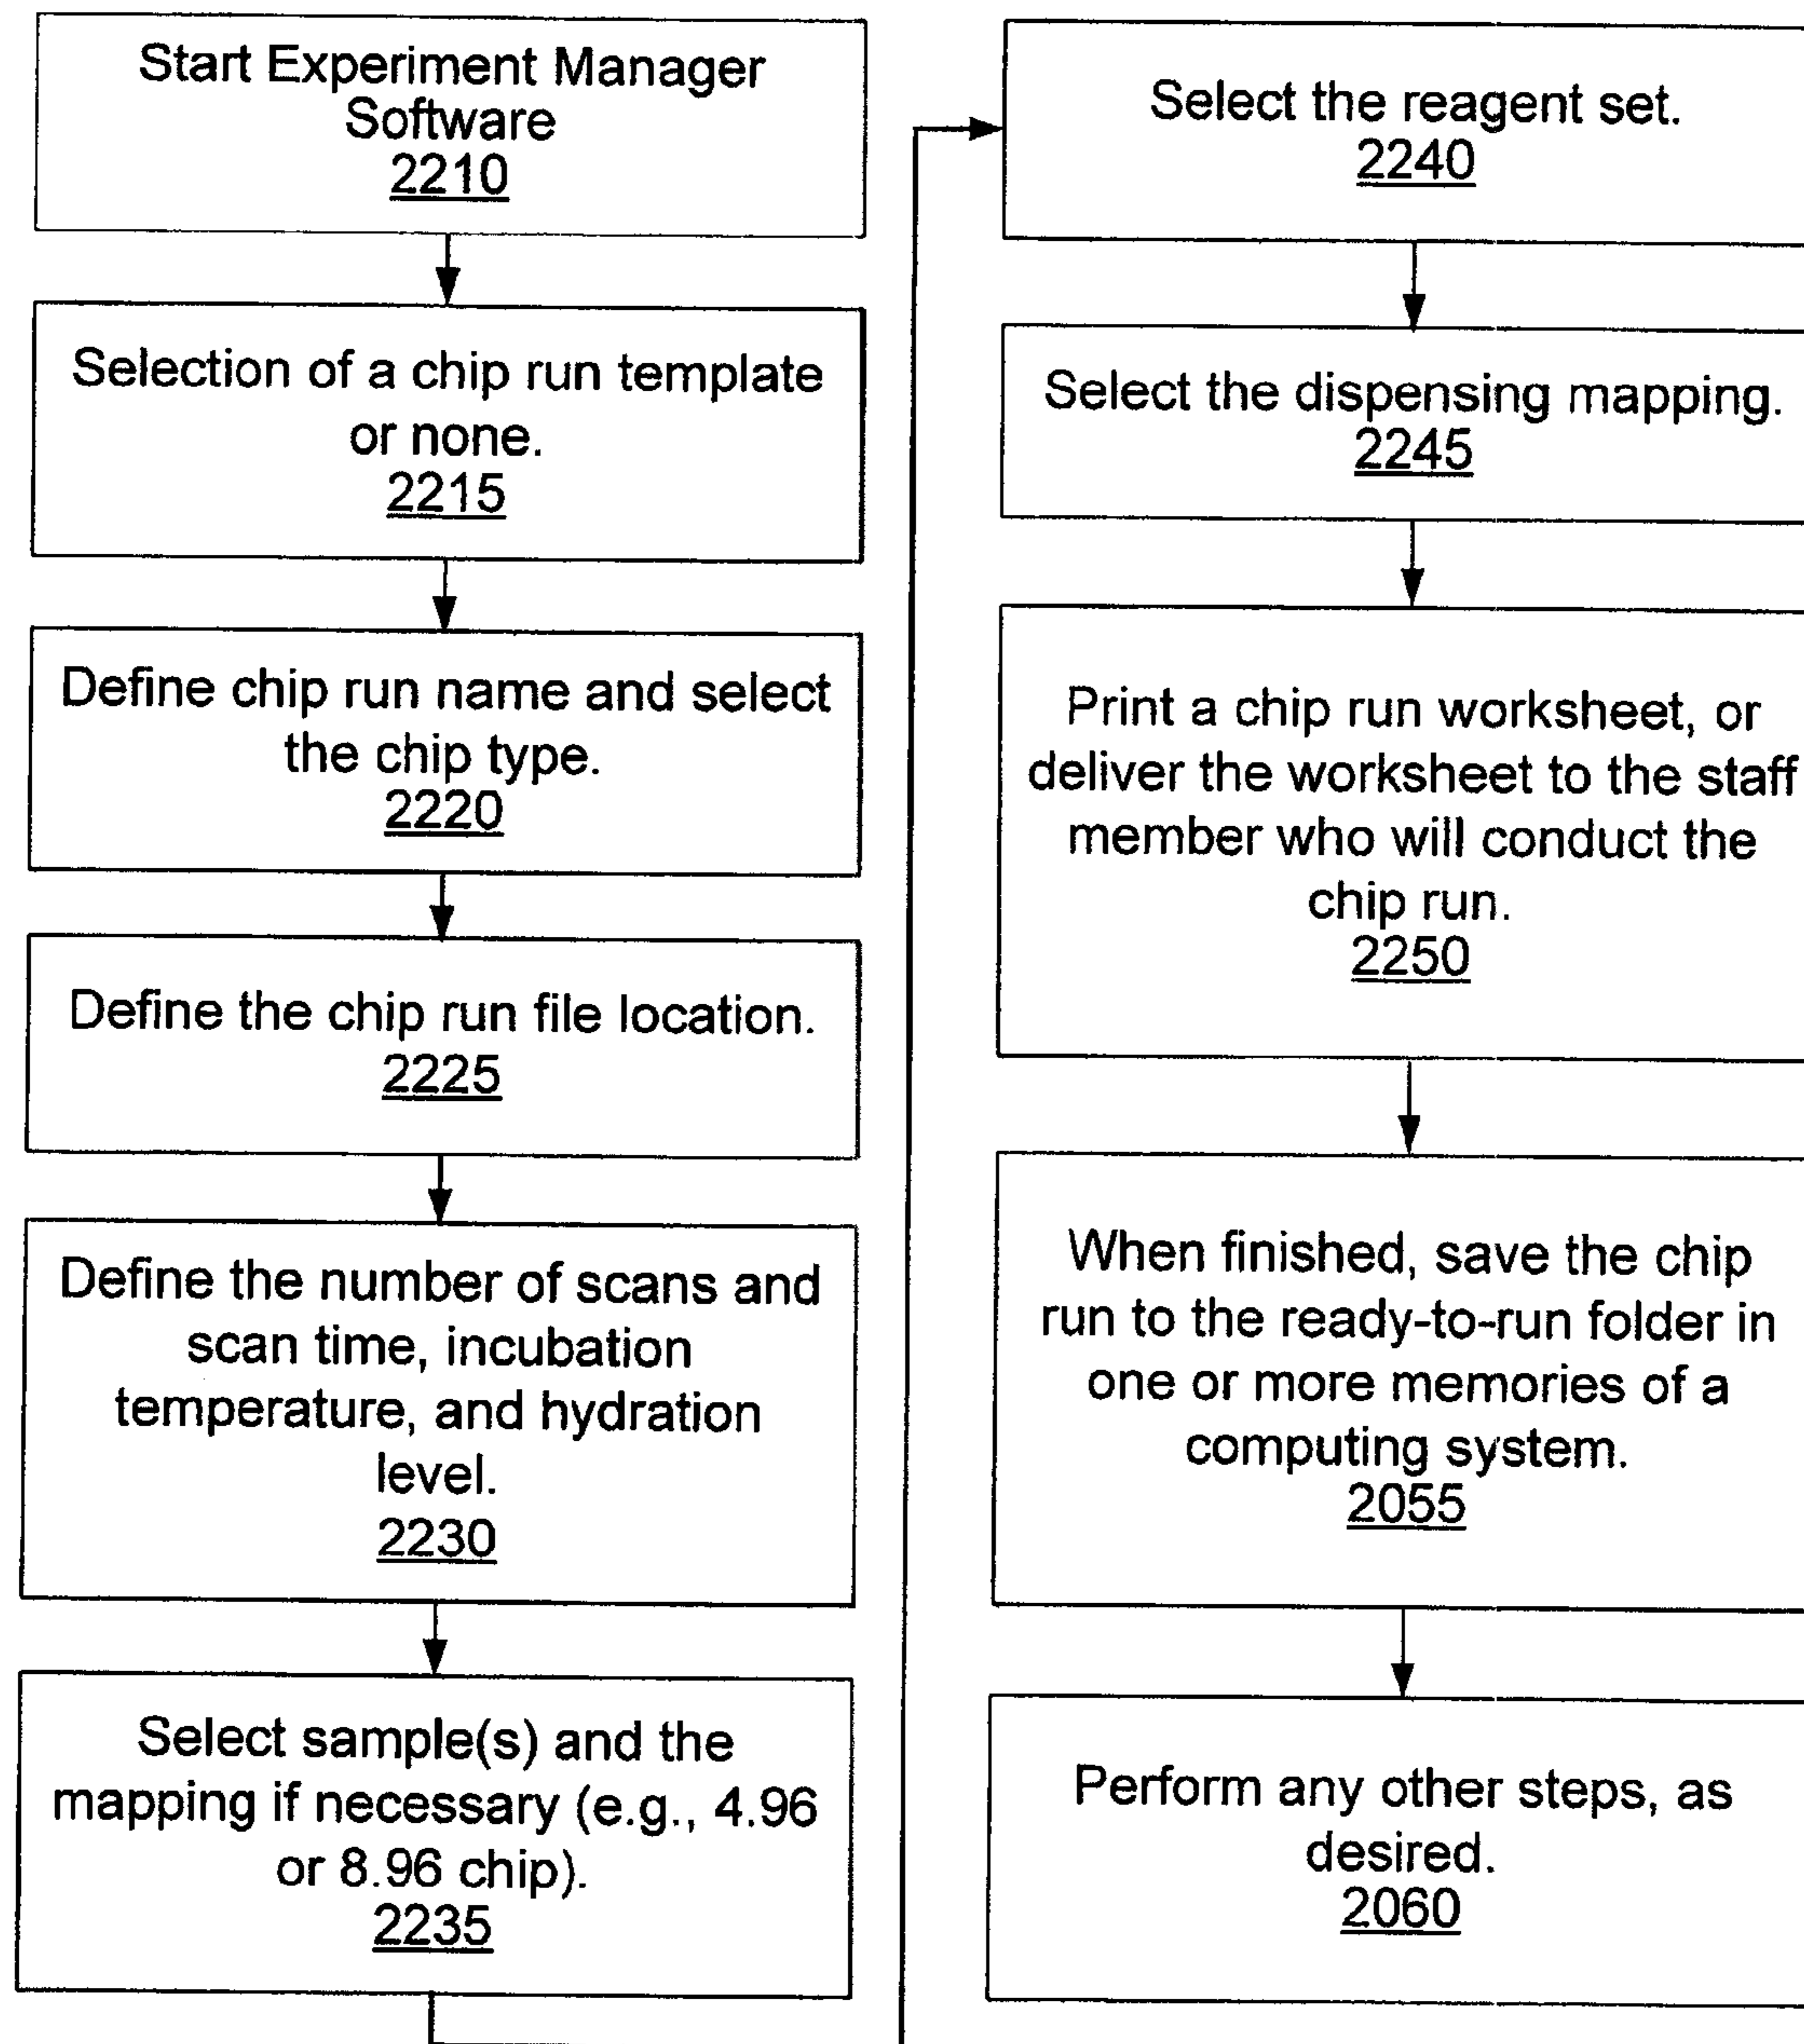 Start Experiment Manager
Software
2210
Selection of a chip run template
or none.
2215
Define chip run name and select
the chip type.
2220
Define the chip run file location.
2225
Define the number of scans and
scan time, incubation
temperature, and hydration
level.
2230
Select sample(s) and the
mapping if necessary (e.g., 4.96
or 8.96 chip).
2235
Select the reagent set.
2240
Select the dispensing mapping.
2245
Print a chip run worksheet, or
deliver the worksheet to the staff
member who will conduct the
chip run.
2250
When finished, save the chip
run to the ready-to-run folder in
one or more memories of a
computing system.
2055
Perform any other steps, as
desired.
2060